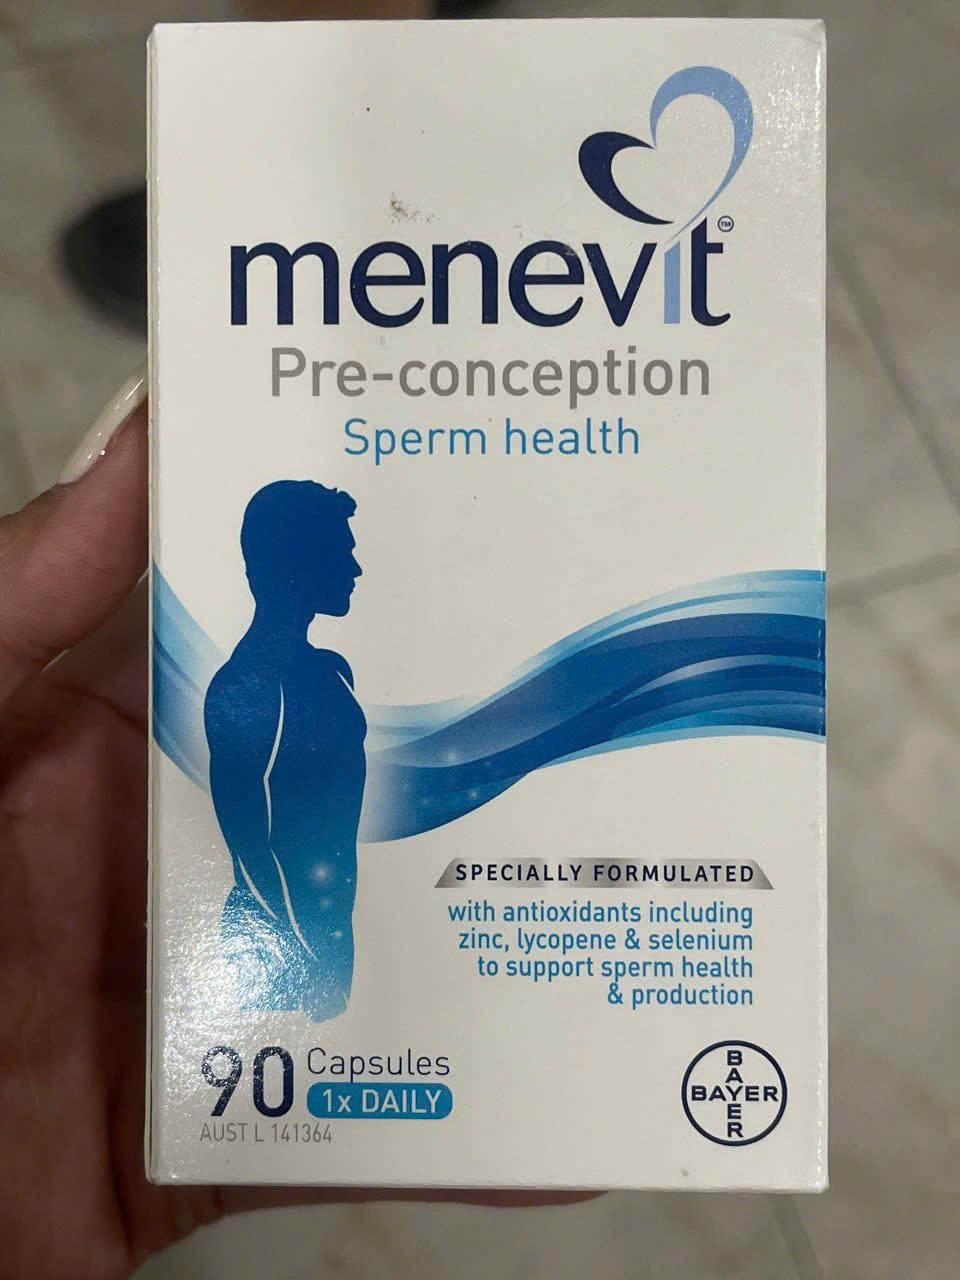 menevit™
Pre-conception
Sperm health
SPECIALLY FORMULATED
with antioxidants including
zinc, lycopene & selenium
to support sperm health
& production
90 Capsules
1x DAILY
AUST L 141364
BAYER
BAYER